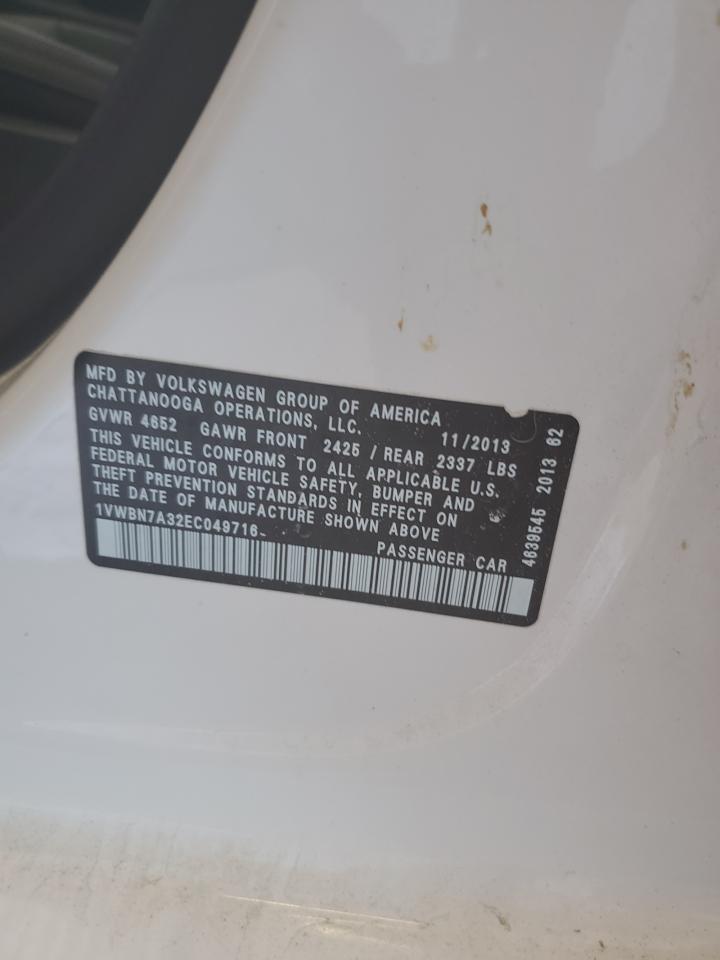 MFD BY VOLKSWAGEN GROUP OF AMERICA
CHATTANOOGA OPERATIONS, LLC. 11/2013
GVWR 4652 GAWR FRONT 2425 / REAR 2337 LBS
THIS VEHICLE CONFORMS TO ALL APPLICABLE U.S.
FEDERAL MOTOR VEHICLE SAFETY, BUMPER AND
THEFT PREVENTION STANDARDS IN EFFECT ON
THE DATE OF MANUFACTURE SHOWN ABOVE
1VWBN7A32EC049716-
PASSENGER CAR
4639545 2013 62